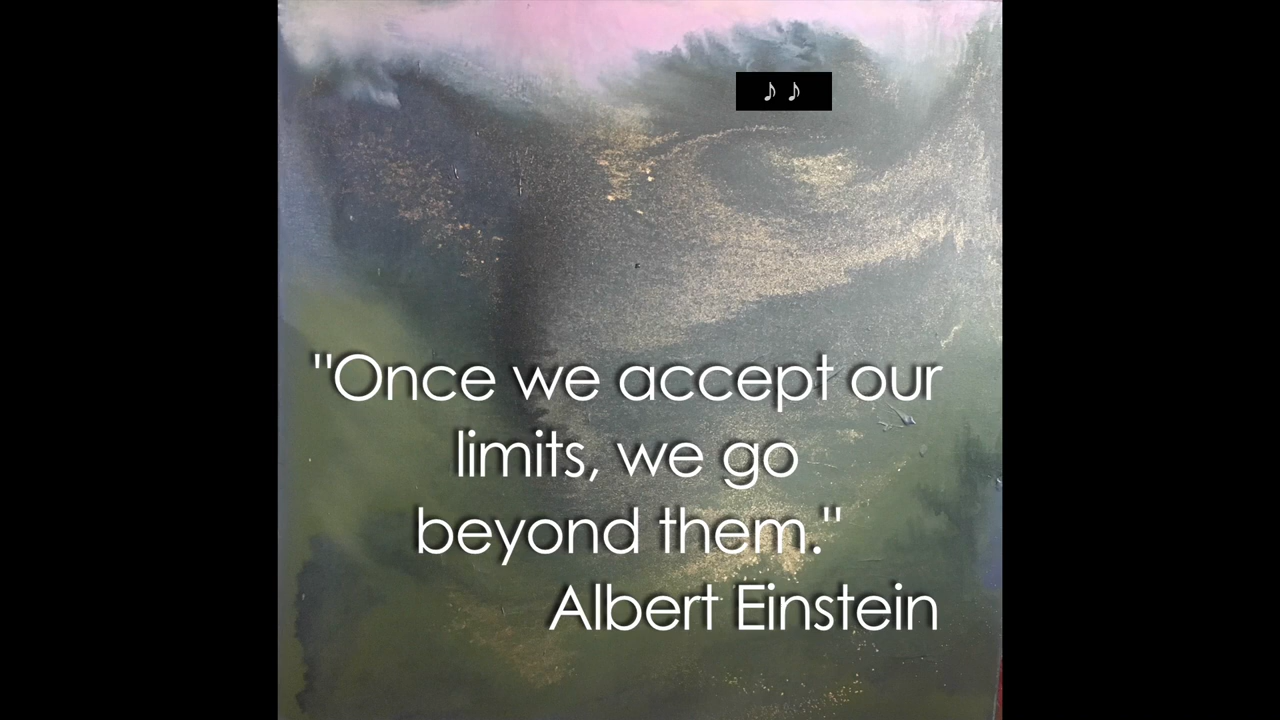 ♪ ♪
"Once we accept our
limits, we go
beyond them."
Albert Einstein